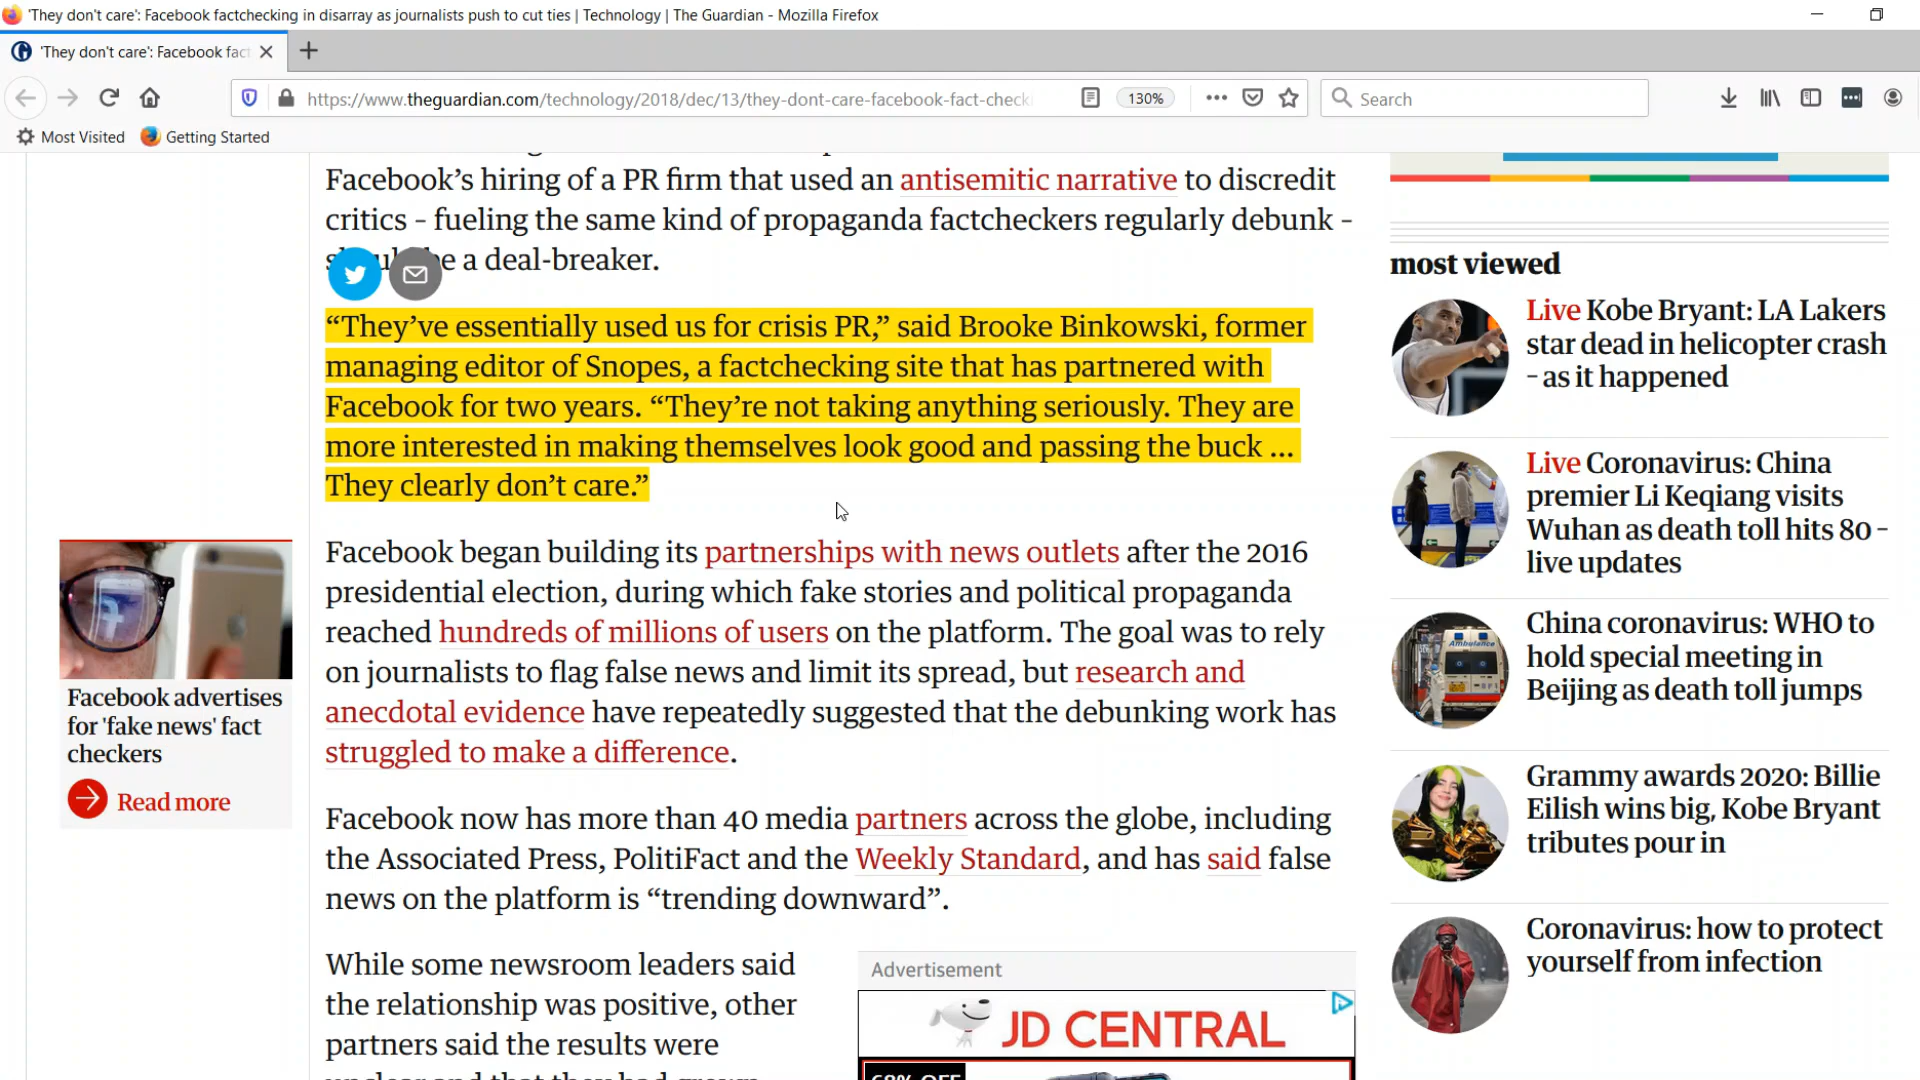 'They don't care': Facebook factchecking in disarray as journalists push to cut ties | Technology | The Guardian - Mozilla Firefox
'They don't care': Facebook fact
https://www.theguardian.com/technology/2018/dec/13/they-dont-care-facebook-fact-check
130%
Search
Most Visited
Getting Started
Facebook’s hiring of a PR firm that used an antisemitic narrative to discredit
critics – fueling the same kind of propaganda factcheckers regularly debunk –
be a deal-breaker.
“They’ve essentially used us for crisis PR,” said Brooke Binkowski, former
managing editor of Snopes, a factchecking site that has partnered with
Facebook for two years. “They’re not taking anything seriously. They are
more interested in making themselves look good and passing the buck ...
They clearly don’t care.”
Facebook began building its partnerships with news outlets after the 2016
presidential election, during which fake stories and political propaganda
reached hundreds of millions of users on the platform. The goal was to rely
on journalists to flag false news and limit its spread, but research and
anecdotal evidence have repeatedly suggested that the debunking work has
struggled to make a difference.
Facebook now has more than 40 media partners across the globe, including
the Associated Press, PolitiFact and the Weekly Standard, and has said false
news on the platform is “trending downward”.
While some newsroom leaders said
the relationship was positive, other
partners said the results were
Facebook advertises
for 'fake news' fact
checkers
Read more
Advertisement
JD CENTRAL
68% OFF
most viewed
Live Kobe Bryant: LA Lakers
star dead in helicopter crash
– as it happened
Live Coronavirus: China
premier Li Keqiang visits
Wuhan as death toll hits 80 –
live updates
Ambulance
China coronavirus: WHO to
hold special meeting in
Beijing as death toll jumps
Grammy awards 2020: Billie
Eilish wins big, Kobe Bryant
tributes pour in
Coronavirus: how to protect
yourself from infection